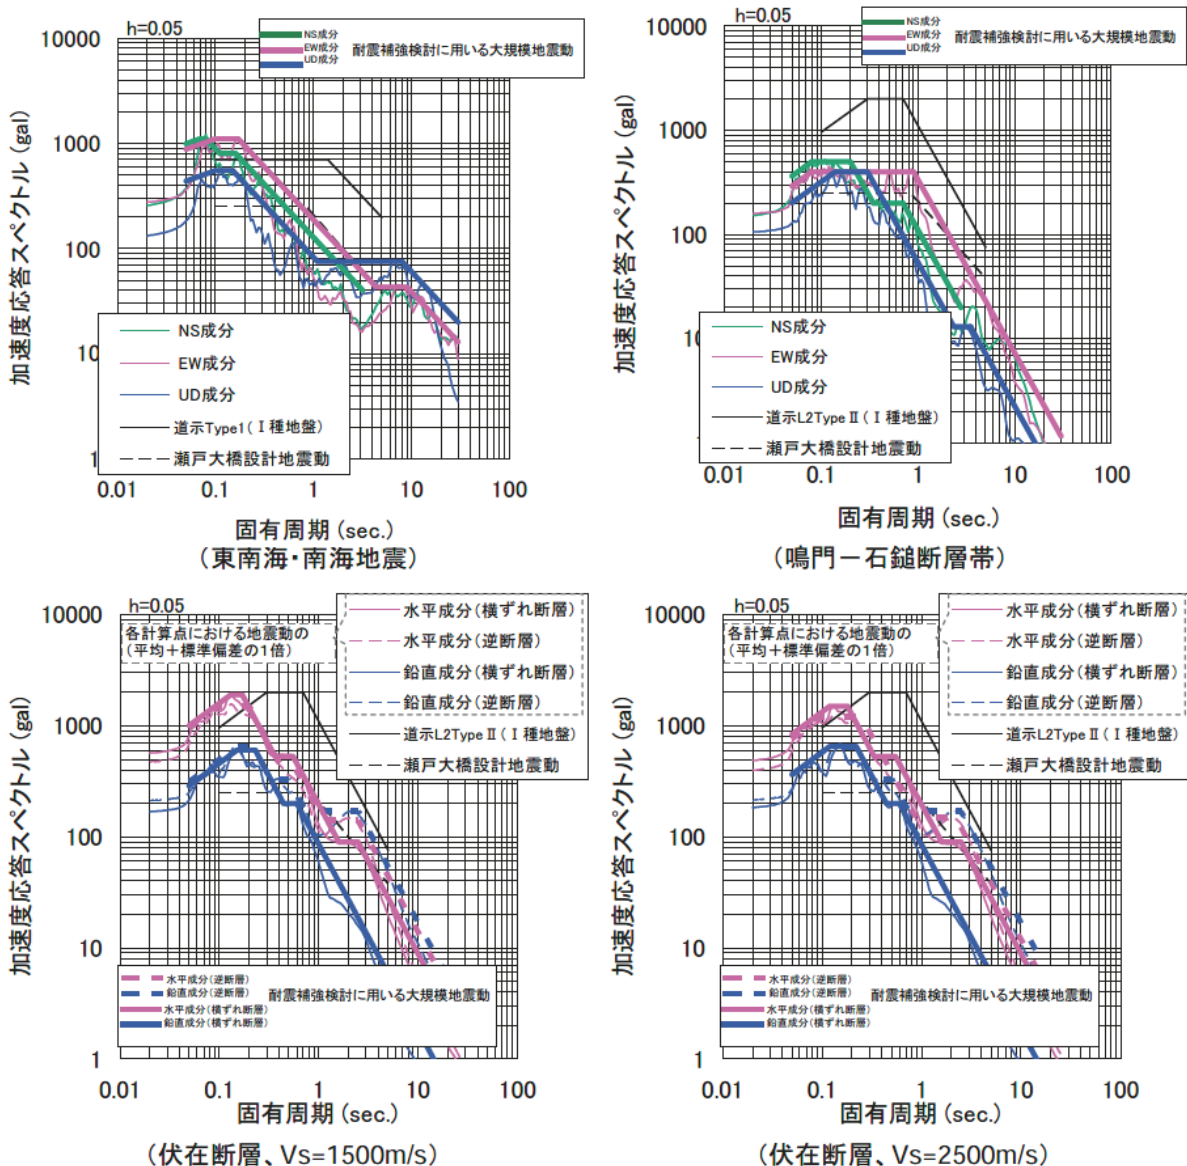 h=0.05
NS成分
EW成分
UD成分
耐震補強検討に用いる大規模地震動
10000
1000
100
10
1
加速度応答スペクトル (gal)
NS成分
EW成分
UD成分
道示Type1(Ⅰ種地盤)
瀬戸大橋設計地震動
0.01 0.1 1 10 100
固有周期 (sec.)
(東南海・南海地震)
h=0.05
NS成分
EW成分
UD成分
耐震補強検討に用いる大規模地震動
10000
1000
100
10
加速度応答スペクトル (gal)
NS成分
EW成分
UD成分
道示L2TypeⅡ(Ⅰ種地盤)
瀬戸大橋設計地震動
0.01 0.1 1 10 100
固有周期 (sec.)
(鳴門－石鎚断層帯)
h=0.05
各計算点における地震動の
(平均＋標準偏差の1倍)
水平成分(横ずれ断層)
水平成分(逆断層)
鉛直成分(横ずれ断層)
鉛直成分(逆断層)
道示L2TypeⅡ(Ⅰ種地盤)
瀬戸大橋設計地震動
10000
1000
100
10
1
加速度応答スペクトル (gal)
水平成分(逆断層)
鉛直成分(逆断層)
水平成分(横ずれ断層)
鉛直成分(横ずれ断層)
耐震補強検討に用いる大規模地震動
0.01 0.1 1 10 100
固有周期 (sec.)
(伏在断層、Vs=1500m/s)
h=0.05
各計算点における地震動の
(平均＋標準偏差の1倍)
水平成分(横ずれ断層)
水平成分(逆断層)
鉛直成分(横ずれ断層)
鉛直成分(逆断層)
道示L2TypeⅡ(Ⅰ種地盤)
瀬戸大橋設計地震動
10000
1000
100
10
1
加速度応答スペクトル (gal)
水平成分(逆断層)
鉛直成分(逆断層)
水平成分(横ずれ断層)
鉛直成分(横ずれ断層)
耐震補強検討に用いる大規模地震動
0.01 0.1 1 10 100
固有周期 (sec.)
(伏在断層、Vs=2500m/s)